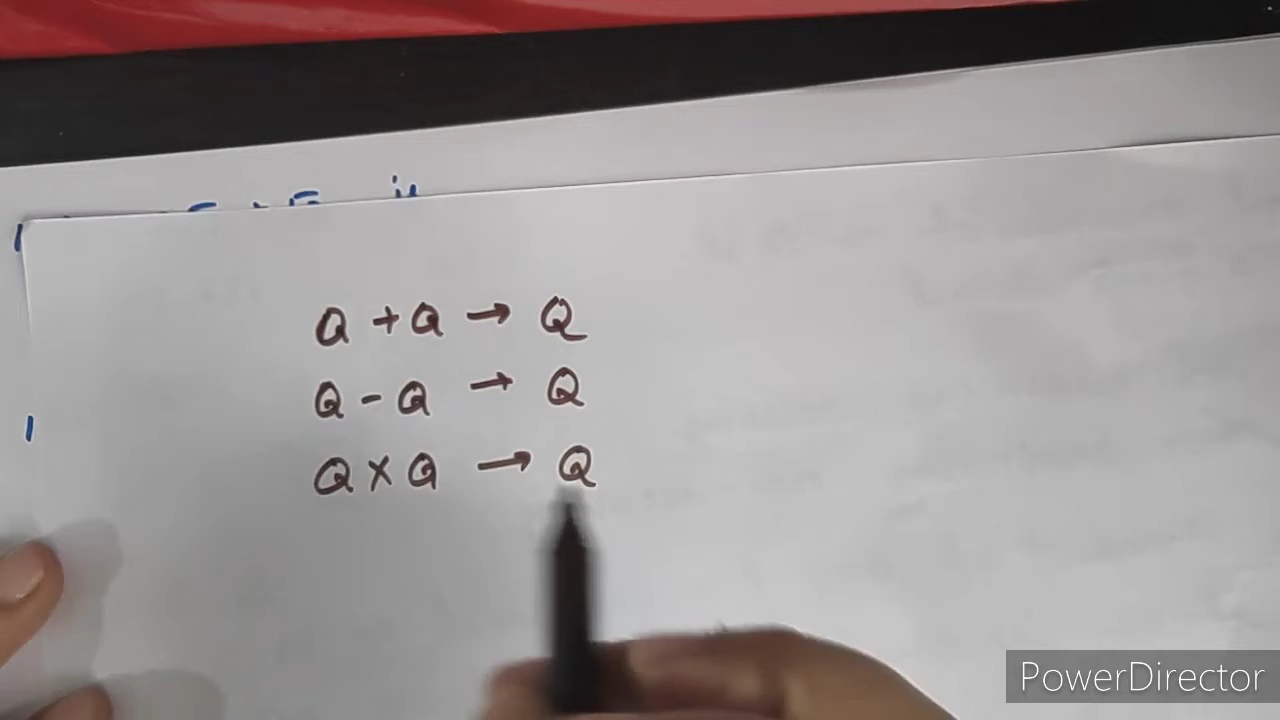 Q + Q → Q
Q - Q → Q
Q × Q → Q
PowerDirector